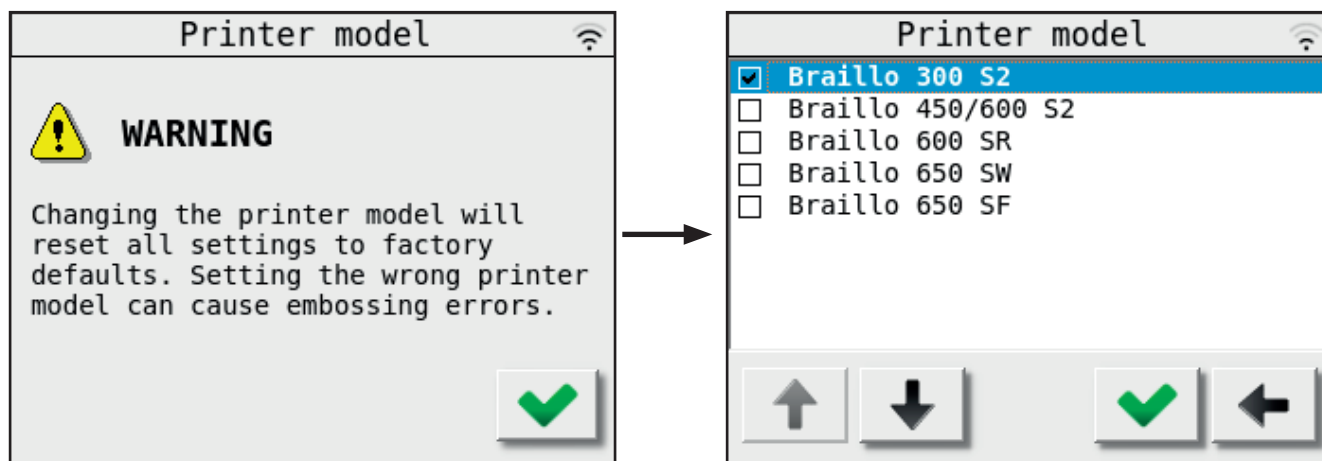 Printer model
WARNING
Changing the printer model will
reset all settings to factory
defaults. Setting the wrong printer
model can cause embossing errors.
Printer model
Braillo 300 S2
Braillo 450/600 S2
Braillo 600 SR
Braillo 650 SW
Braillo 650 SF